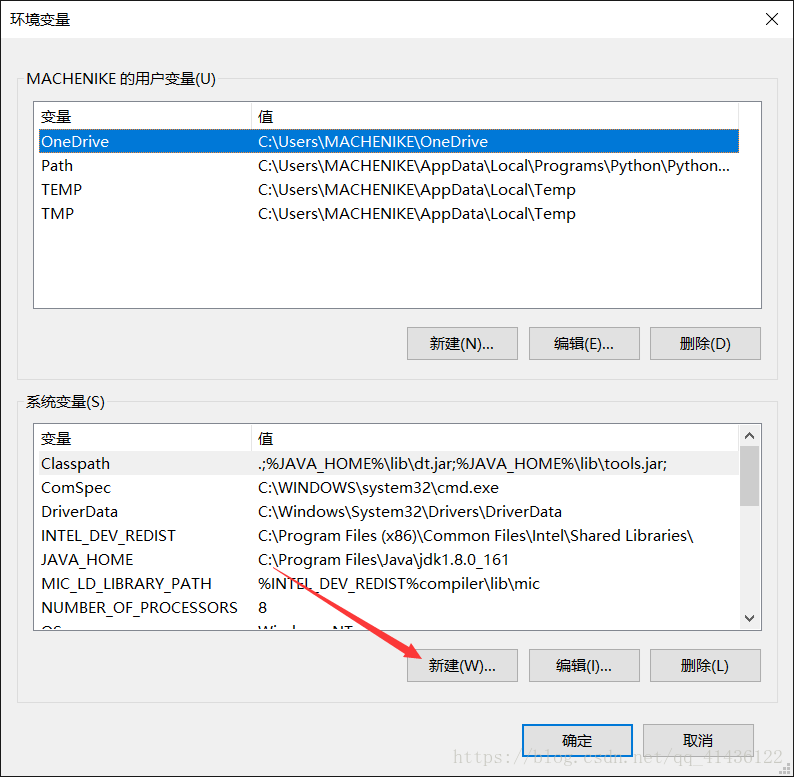 环境变量
MACHENIKE 的用户变量(U)
变量 值
OneDrive C:\Users\MACHENIKE\OneDrive
Path C:\Users\MACHENIKE\AppData\Local\Programs\Python\Python...
TEMP C:\Users\MACHENIKE\AppData\Local\Temp
TMP C:\Users\MACHENIKE\AppData\Local\Temp
新建(N)... 编辑(E)... 删除(D)
系统变量(S)
变量 值
Classpath .;%JAVA_HOME%\lib\dt.jar;%JAVA_HOME%\lib\tools.jar;
ComSpec C:\WINDOWS\system32\cmd.exe
DriverData C:\Windows\System32\Drivers\DriverData
INTEL_DEV_REDIST C:\Program Files (x86)\Common Files\Intel\Shared Libraries\
JAVA_HOME C:\Program Files\Java\jdk1.8.0_161
MIC_LD_LIBRARY_PATH %INTEL_DEV_REDIST%compiler\lib\mic
NUMBER_OF_PROCESSORS 8
OS Windows_NT
新建(W)... 编辑(I)... 删除(L)
确定 取消
https://blog.csdn.net/qq_41436122